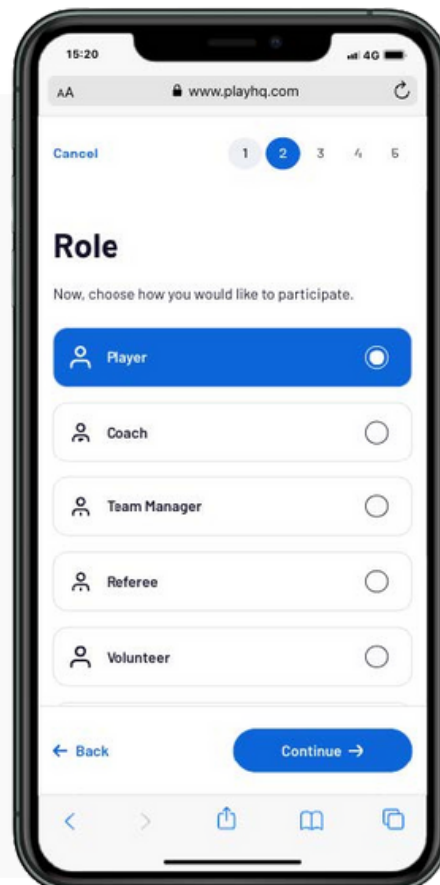 15:20 4G
AA www.playhq.com
Cancel 1 2 3 4 5
Role
Now, choose how you would like to participate.
Player
Coach
Team Manager
Referee
Volunteer
← Back Continue →